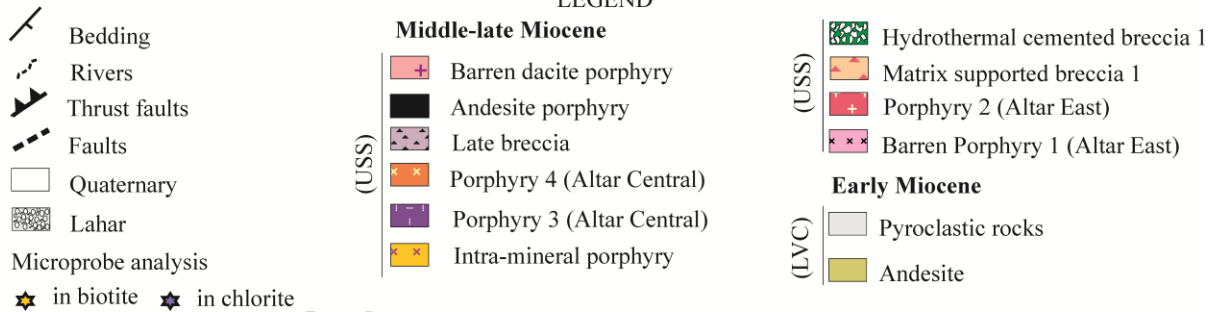 LEGEND
Bedding
Rivers
Thrust faults
Faults
Quaternary
Lahar
Microprobe analysis
in biotite in chlorite
Middle-late Miocene
(USS)
Barren dacite porphyry
Andesite porphyry
Late breccia
Porphyry 4 (Altar Central)
Porphyry 3 (Altar Central)
Intra-mineral porphyry
(USS)
Hydrothermal cemented breccia 1
Matrix supported breccia 1
Porphyry 2 (Altar East)
Barren Porphyry 1 (Altar East)
Early Miocene
(LVC)
Pyroclastic rocks
Andesite